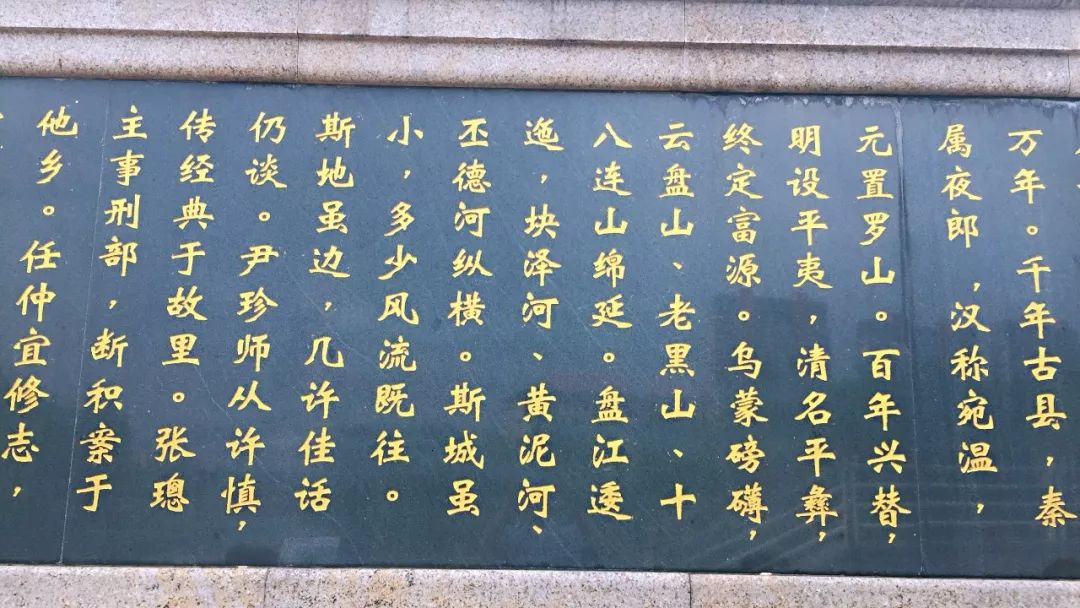 万年。千年古县，秦
属夜郎，汉称宛温，
元置罗山。百年兴替，
明设平夷，清名平彝，
终定富源。乌蒙磅礴，
云盘山、老黑山、十
八连山绵延。盘江逶
迤，块泽河、黄泥河、
丕德河纵横。斯城虽
小，多少风流既往。
斯地虽边，几许佳话
仍谈。尹珍师从许慎，
传经典于故里。张璁
主事刑部，断积案于
他乡。任仲宜修志，